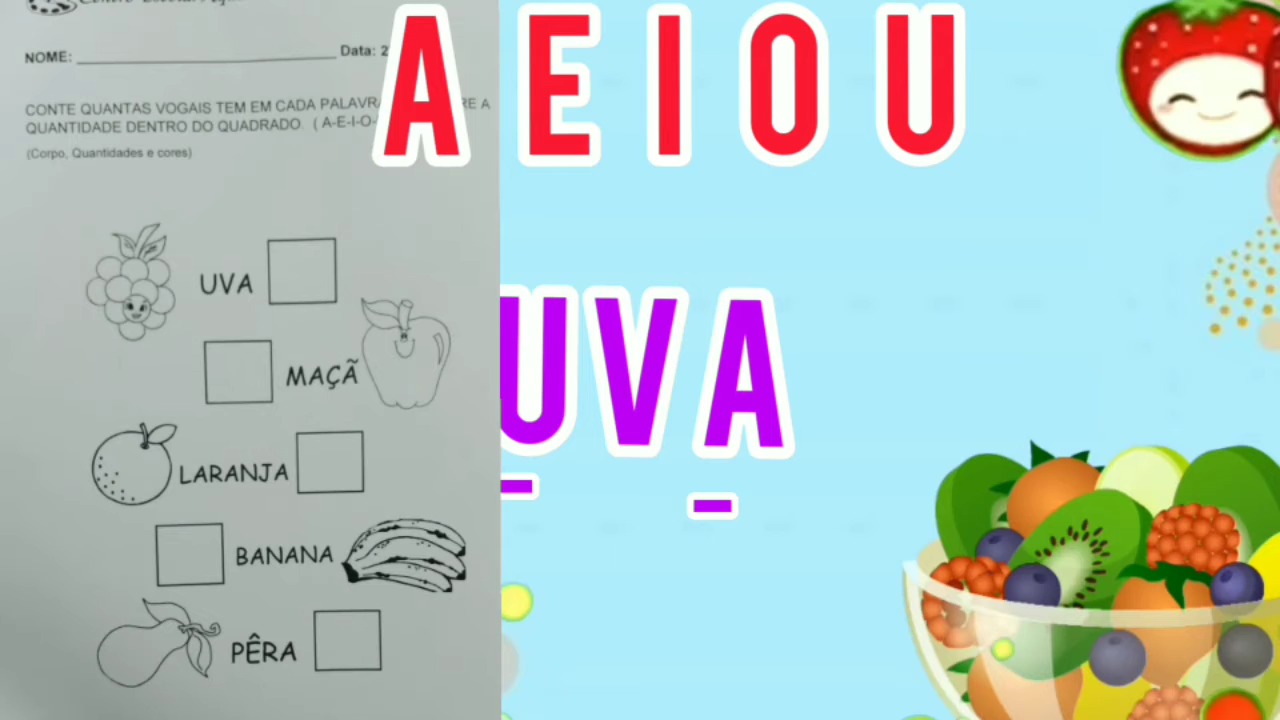 NOME: Data: 2
CONTE QUANTAS VOGAIS TEM EM CADA RE A
QUANTIDADE DENTRO DO QUADRADO. ( A-E-I-O-
(Corpo, Quantidades e cores)
UVA
MAÇÃ
LARANJA
BANANA
PÊRA
A E I O U
UVA